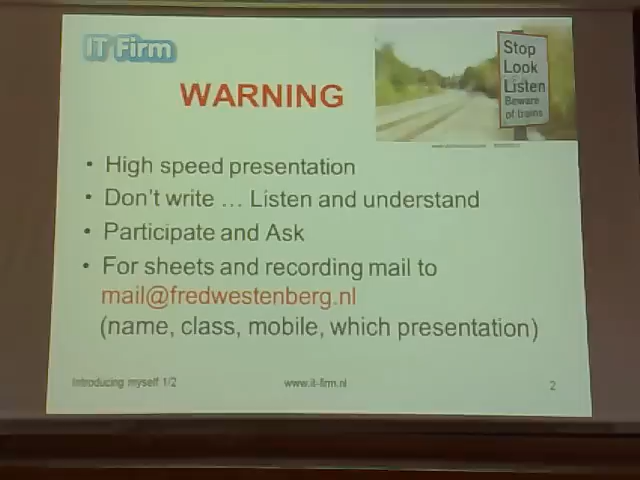 IT Firm
Stop
Look
Listen
Beware
of trains
WARNING
• High speed presentation
• Don't write ... Listen and understand
• Participate and Ask
• For sheets and recording mail to
mail@fredwestenberg.nl
(name, class, mobile, which presentation)
Introducing myself 1/2
www.it-firm.nl
2